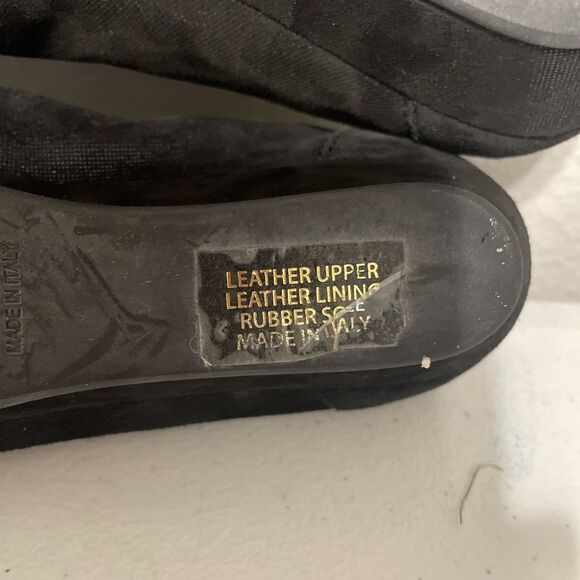 LEATHER UPPER
LEATHER LINING
RUBBER SOLE
MADE IN ITALY
MADE IN ITALY